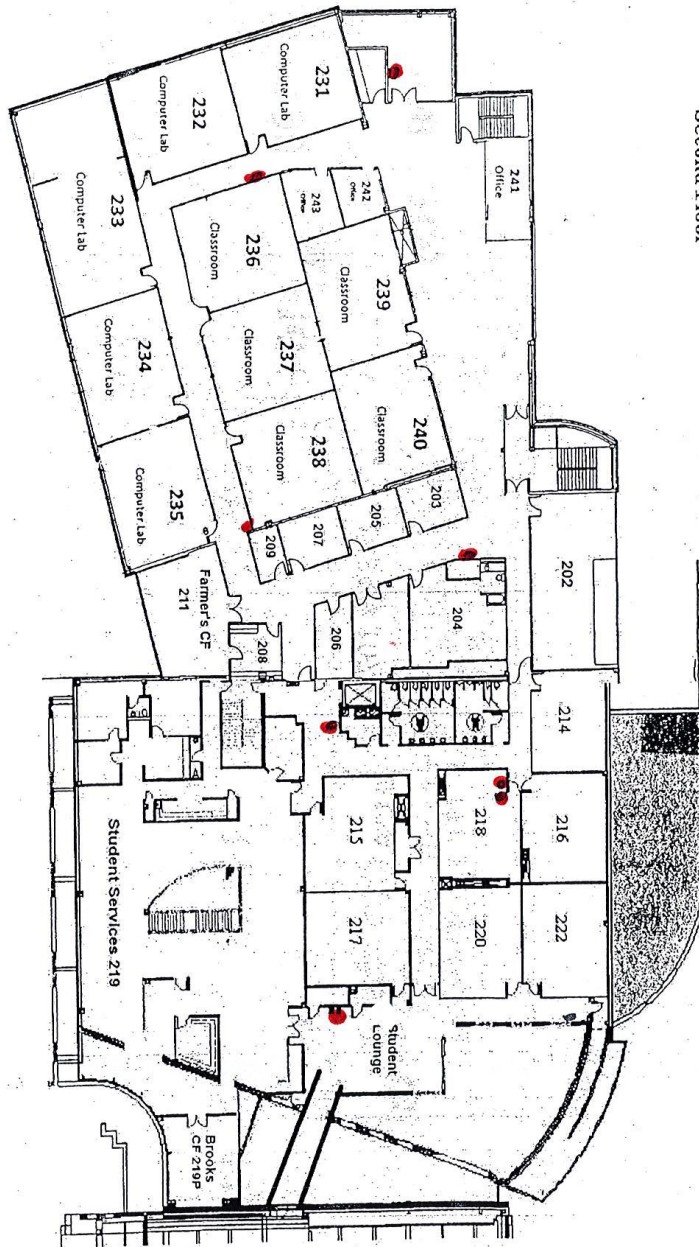 Second Floor
241
Office
231
Computer Lab
232
Computer Lab
242
Office
243
Office
233
Computer Lab
236
Classroom
239
Classroom
234
Computer Lab
237
Classroom
240
Classroom
238
Classroom
235
Computer Lab
203
205
207
209
202
204
206
208
Farmer's CF
211
214
216
218
215
222
220
217
Student Services 219
Student
Lounge
Brooks
CF 219P